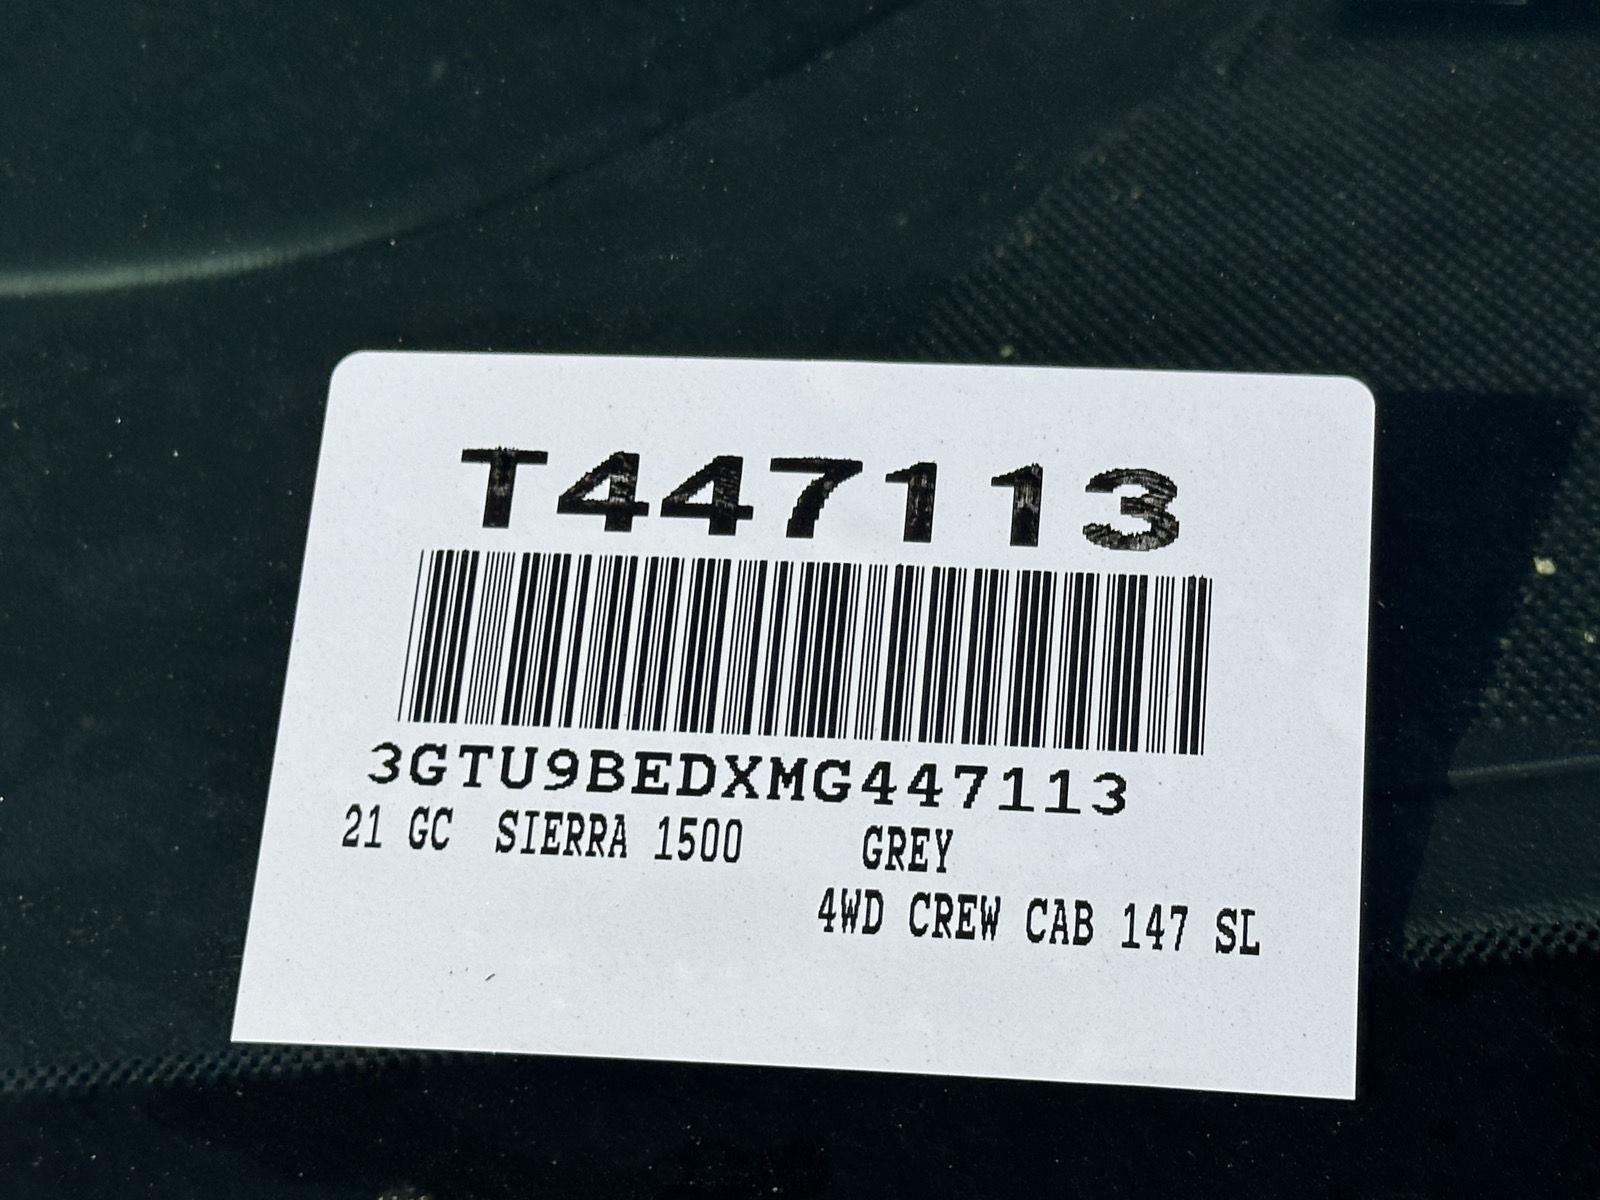 T447113
3GTU9BEDXMG447113
21 GC SIERRA 1500 GREY
4WD CREW CAB 147 SL